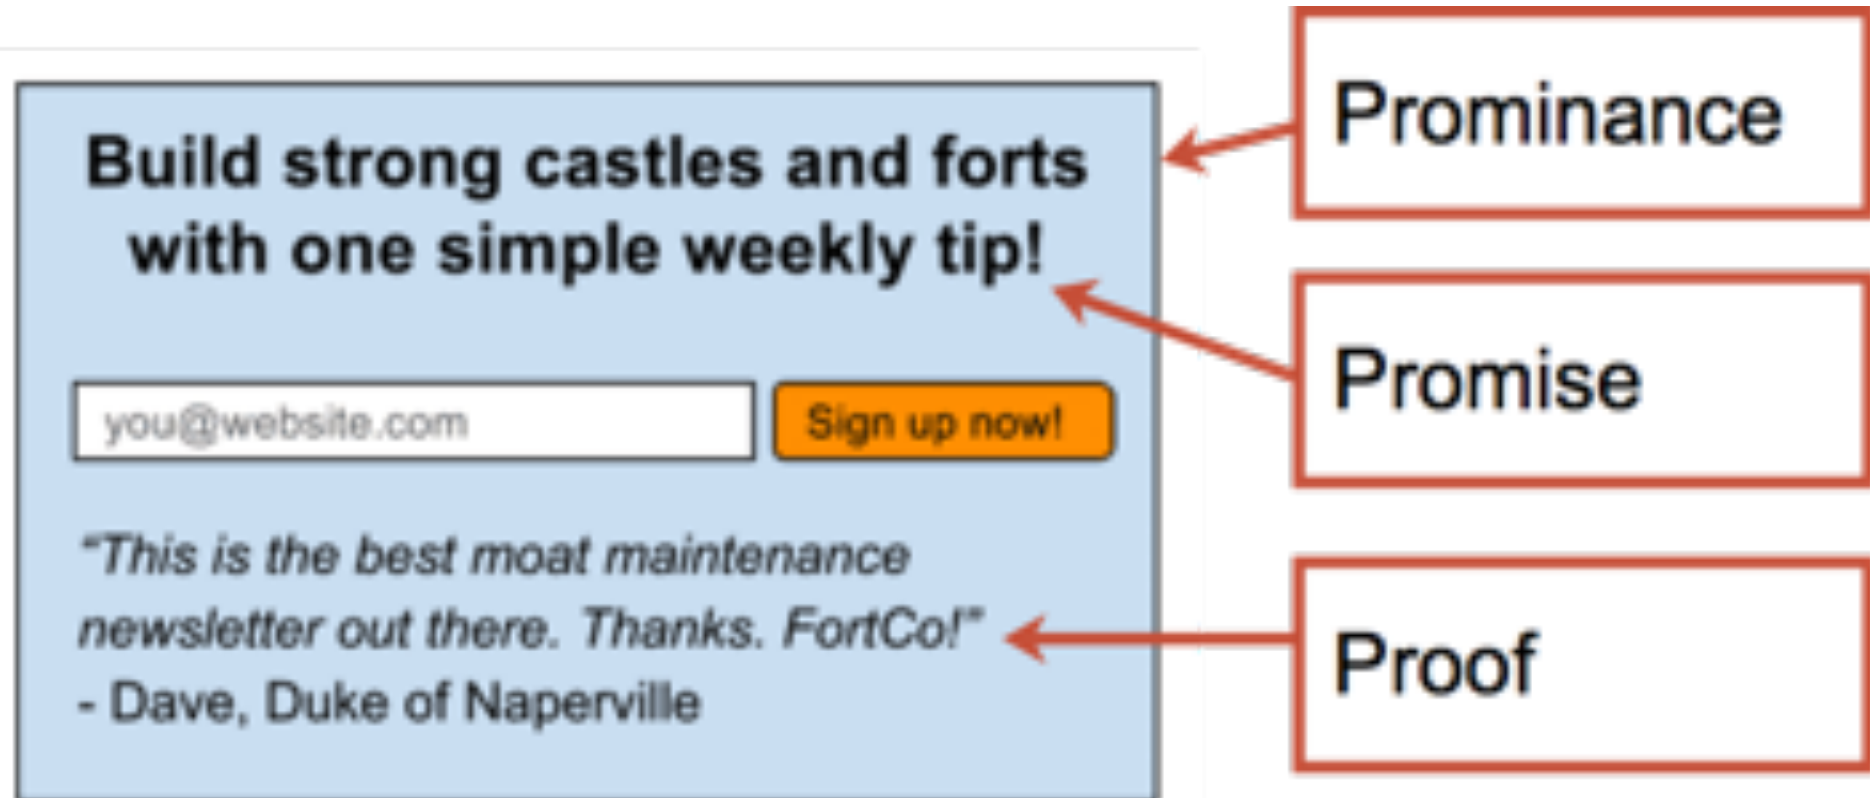 Build strong castles and forts
with one simple weekly tip!
you@website.com
Sign up now!
“This is the best moat maintenance
newsletter out there. Thanks. FortCo!”
- Dave, Duke of Naperville
Prominance
Promise
Proof